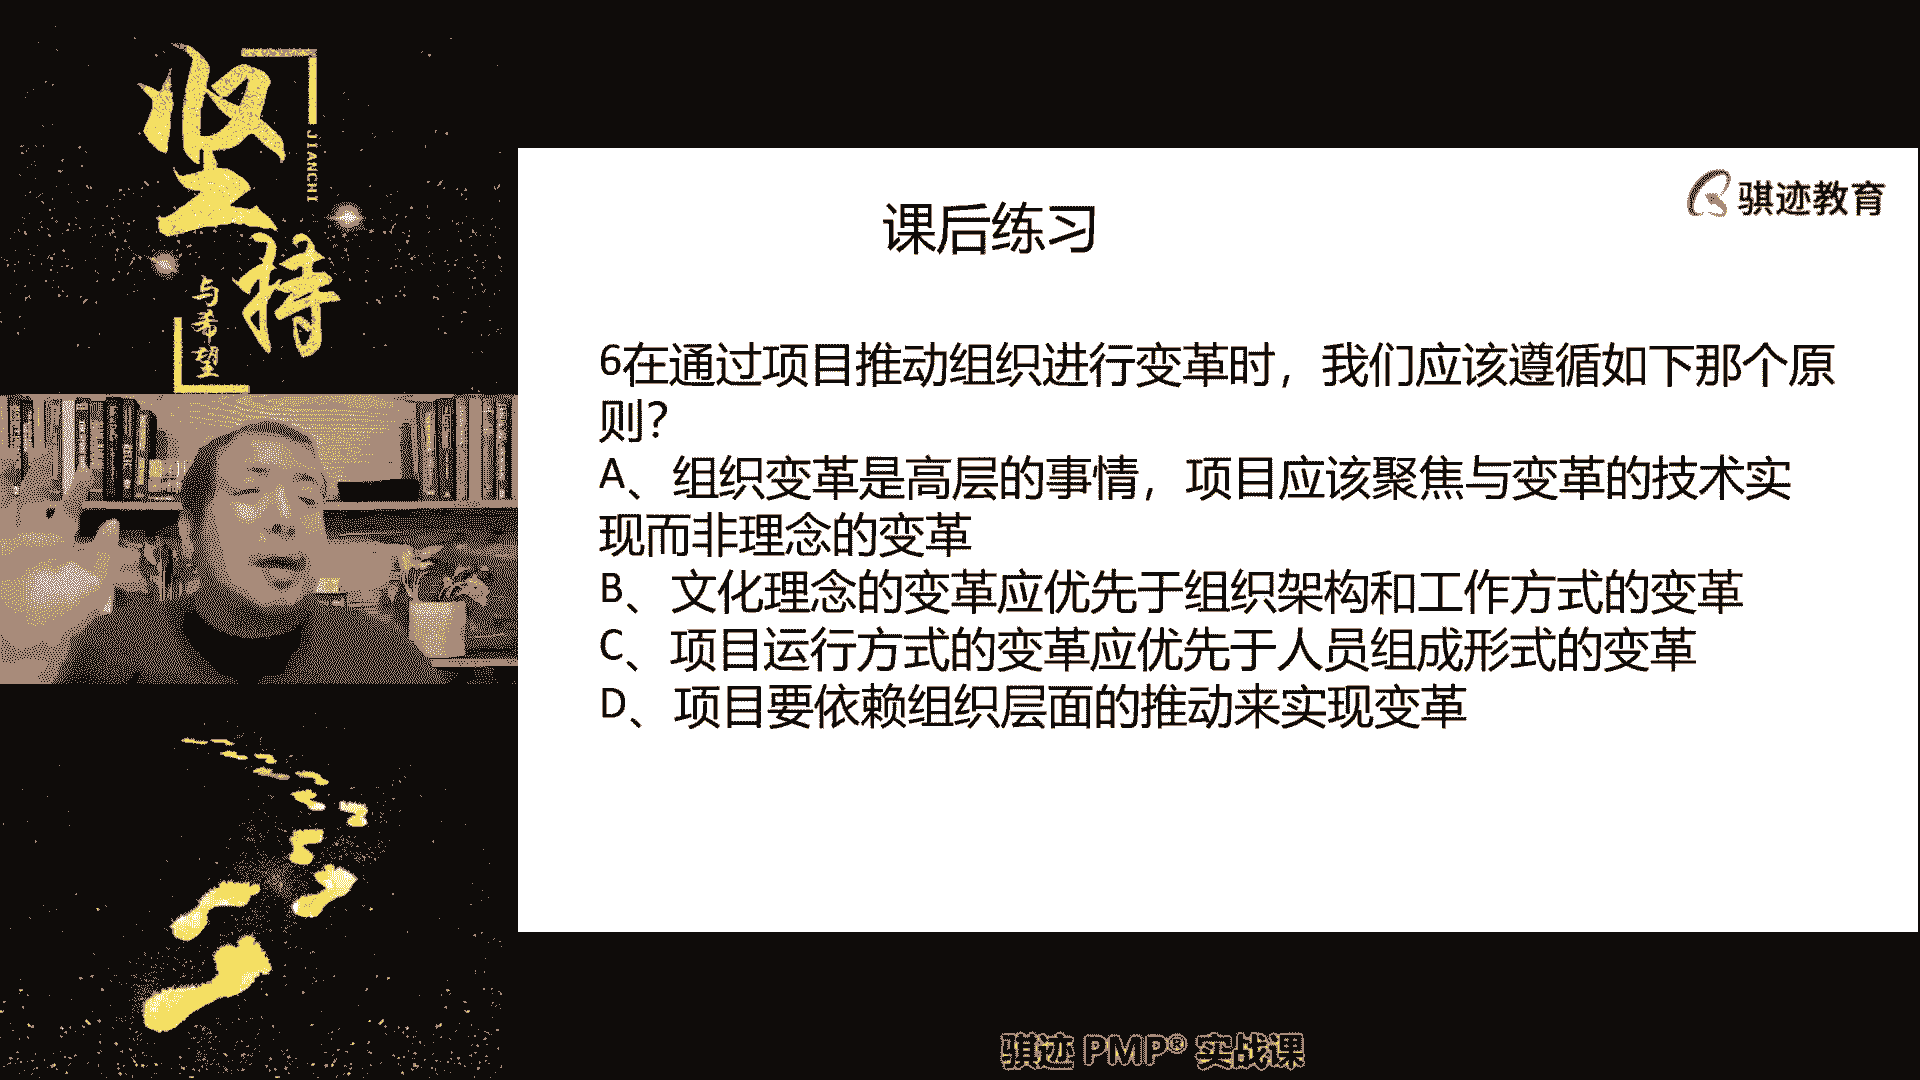 坚持
JIANCHI
与希望
骐迹教育
课后练习
6在通过项目推动组织进行变革时，我们应该遵循如下那个原
则？
A、组织变革是高层的事情，项目应该聚焦与变革的技术实
现而非理念的变革
B、文化理念的变革应优先于组织架构和工作方式的变革
C、项目运行方式的变革应优先于人员组成形式的变革
D、项目要依赖组织层面的推动来实现变革
骐迹 PMP® 实战课